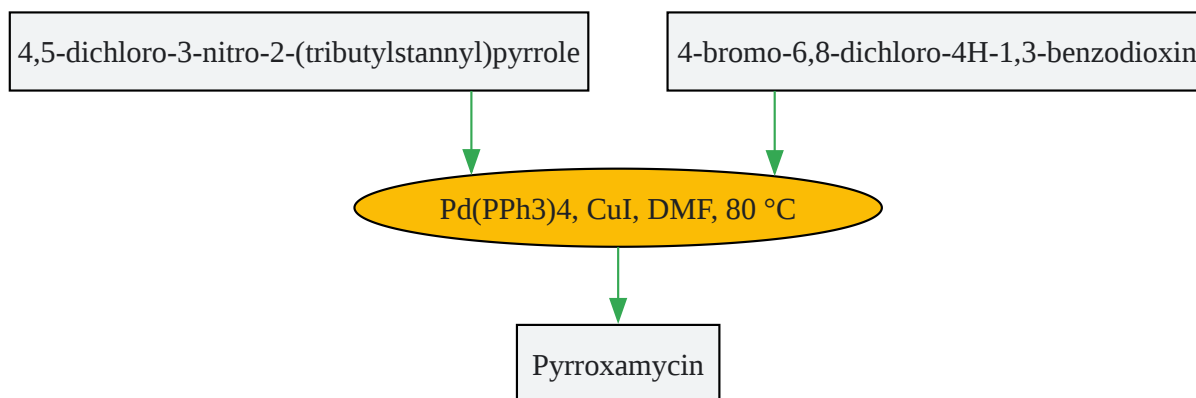 4,5-dichloro-3-nitro-2-(tributylstannyl)pyrrole
4-bromo-6,8-dichloro-4H-1,3-benzodioxin
Pd(PPh3)4, CuI, DMF, 80 °C
Pyrroxamycin